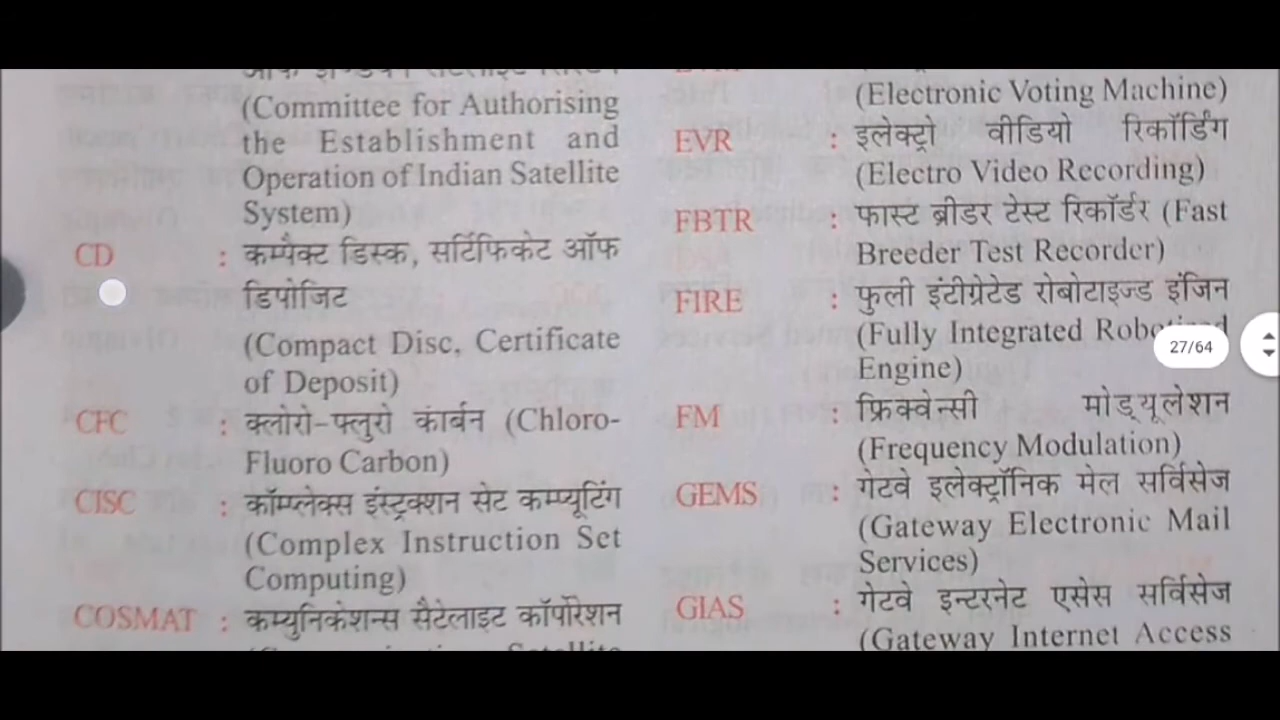 (Committee for Authorising
the Establishment and
Operation of Indian Satellite
System)
CD : कम्पैक्ट डिस्क, सर्टिफिकेट ऑफ
डिपोजिट
(Compact Disc, Certificate
of Deposit)
CFC : क्लोरो-फ्लुरो कार्बन (Chloro-
Fluoro Carbon)
CISC : कॉम्प्लेक्स इंस्ट्रक्शन सेट कम्प्यूटिंग
(Complex Instruction Set
Computing)
COSMAT : कम्युनिकेशन्स सैटेलाइट कॉर्पोरेशन
(Electronic Voting Machine)
EVR : इलेक्ट्रो वीडियो रिकॉर्डिंग
(Electro Video Recording)
FBTR : फास्ट ब्रीडर टेस्ट रिकॉर्डर (Fast
Breeder Test Recorder)
FIRE : फुली इंटीग्रेटेड रोबोटाइज्ड इंजिन
(Fully Integrated Robotized
Engine)
FM : फ्रिक्वेन्सी मोड्यूलेशन
(Frequency Modulation)
GEMS : गेटवे इलेक्ट्रॉनिक मेल सर्विसेज
(Gateway Electronic Mail
Services)
GIAS : गेटवे इन्टरनेट एसेस सर्विसेज
(Gateway Internet Access
27/64